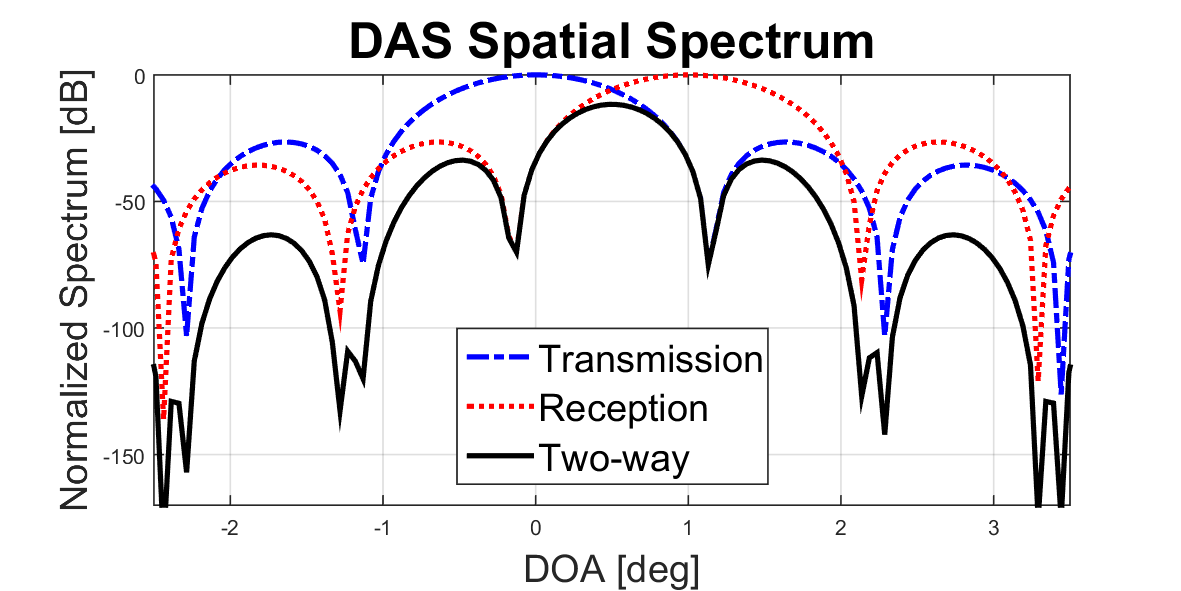 DAS Spatial Spectrum
Normalized Spectrum [dB]
0
-50
-100
-150
Transmission
Reception
Two-way
-2
-1
0
1
2
3
DOA [deg]